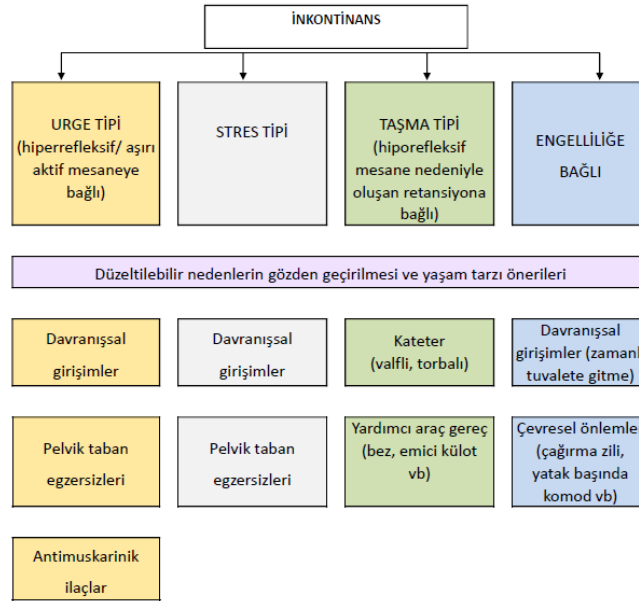 İNKONTİNANS
URGE TİPİ
(hiperrefleksif/ aşırı
aktif mesaneye
bağlı)
STRES TİPİ
TAŞMA TİPİ
(hiporefleksif
mesane nedeniyle
oluşan retansiyona
bağlı)
ENGELLİLİĞE
BAĞLI
Düzeltilebilir nedenlerin gözden geçirilmesi ve yaşam tarzı önerileri
Davranışsal
girişimler
Davranışsal
girişimler
Kateter
(valfli, torbalı)
Davranışsal
girişimler (zamanlı
tuvalete gitme)
Pelvik taban
egzersizleri
Pelvik taban
egzersizleri
Yardımcı araç gereç
(bez, emici külot
vb)
Çevresel önlemle
(çağırma zili,
yatak başında
komod vb)
Antimuskarinik
ilaçlar